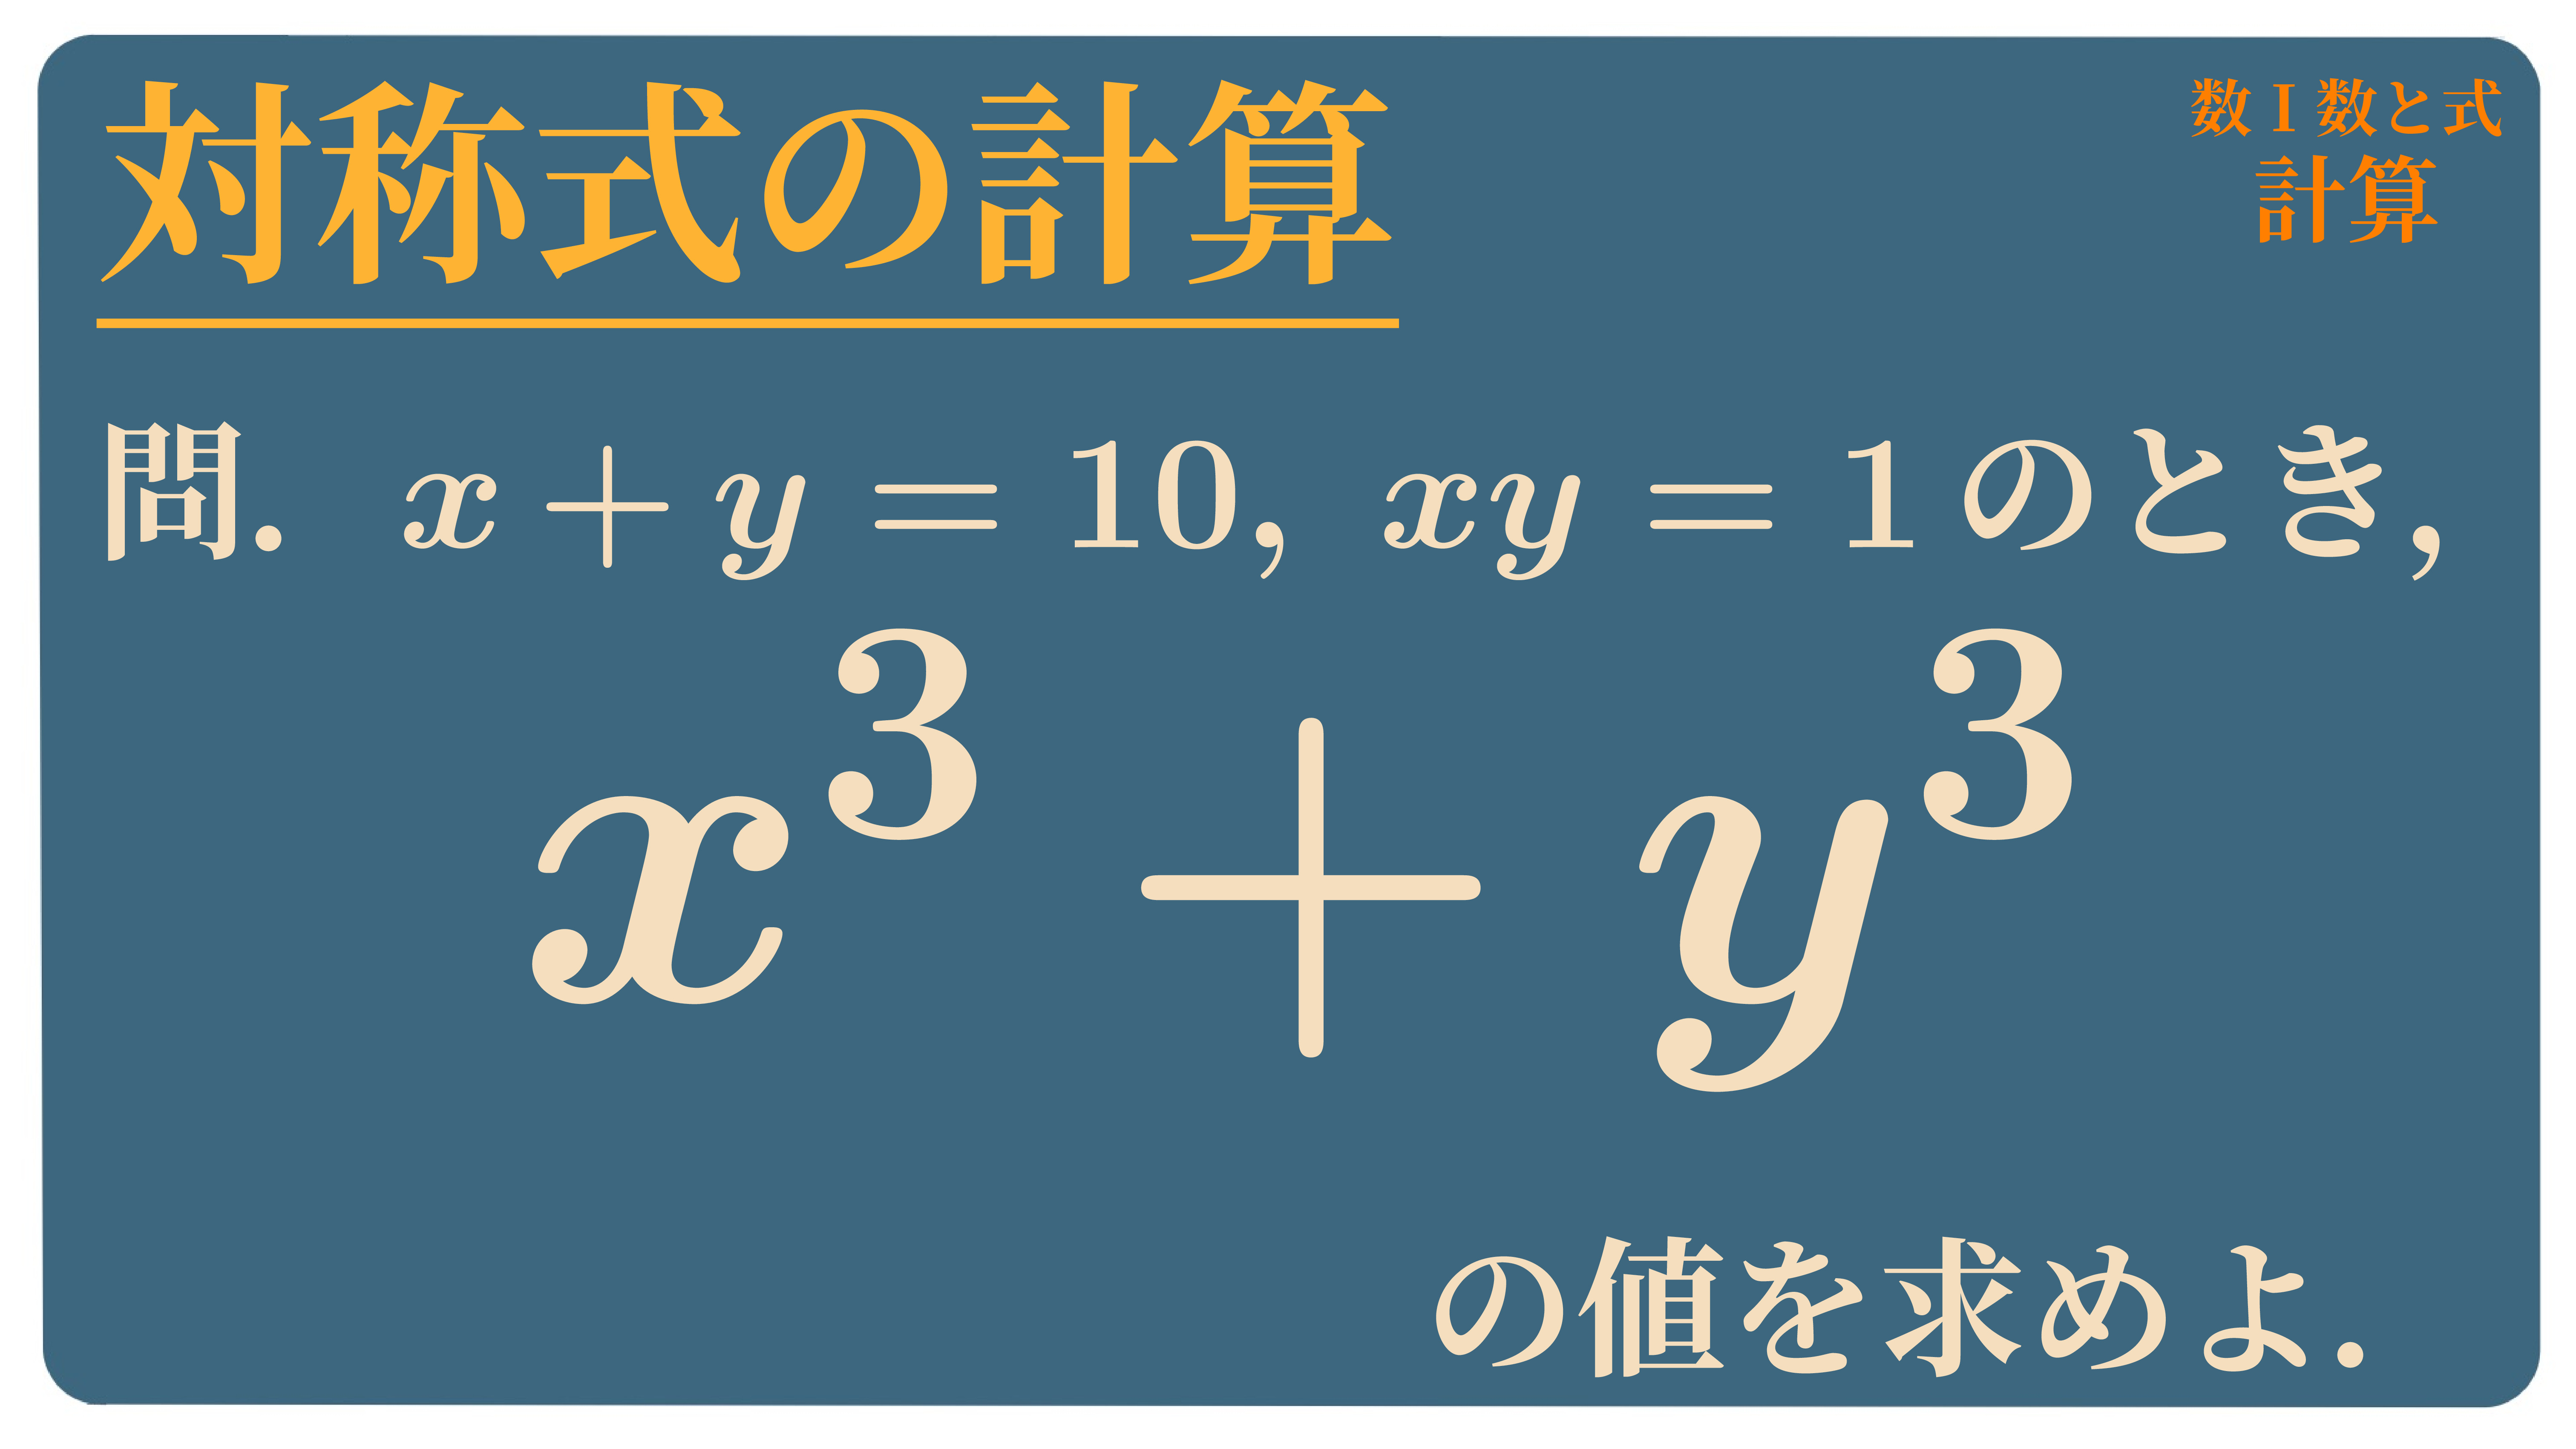 対称式の計算
数Ⅰ数と式
計算
問. x + y = 10, xy = 1 のとき,
x³ + y³
の値を求めよ.